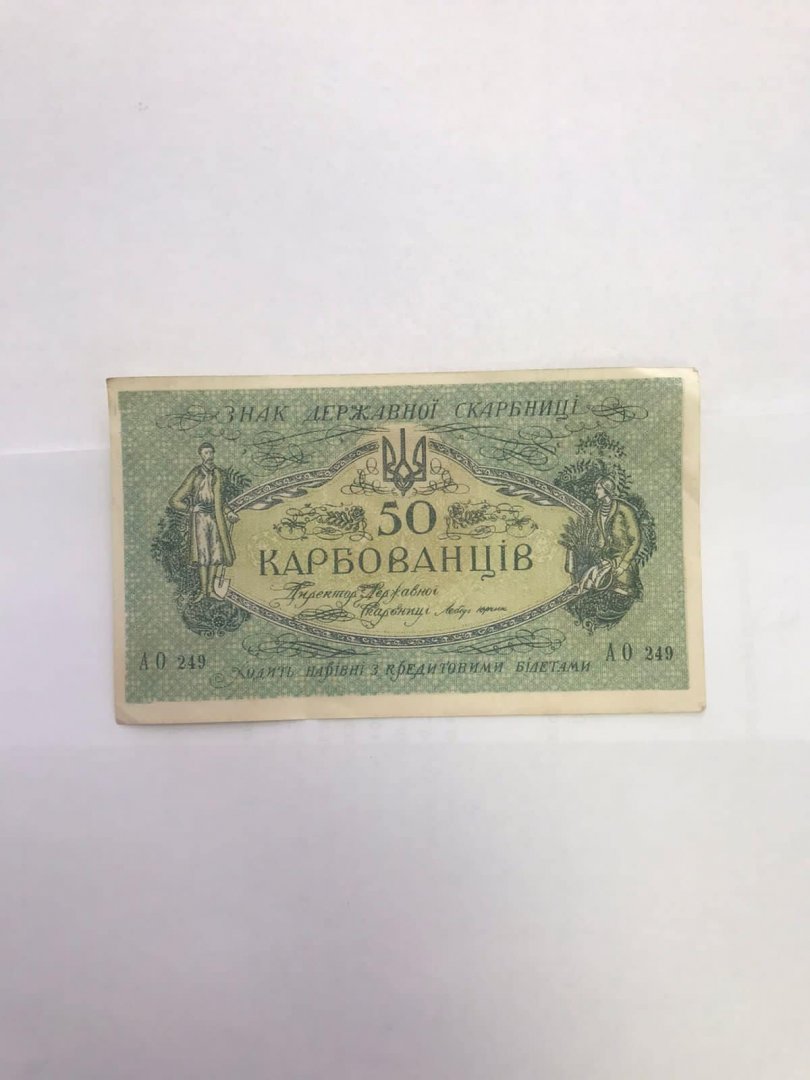 ЗНАК ДЕРЖАВНОЇ СКАРБНИЦІ
50
КАРБОВАНЦІВ
Директор Державної
Скарбниці
АО 249
АО 249
ХОДИТЬ НАРІВНІ З КРЕДИТОВИМИ БІЛЕТАМИ